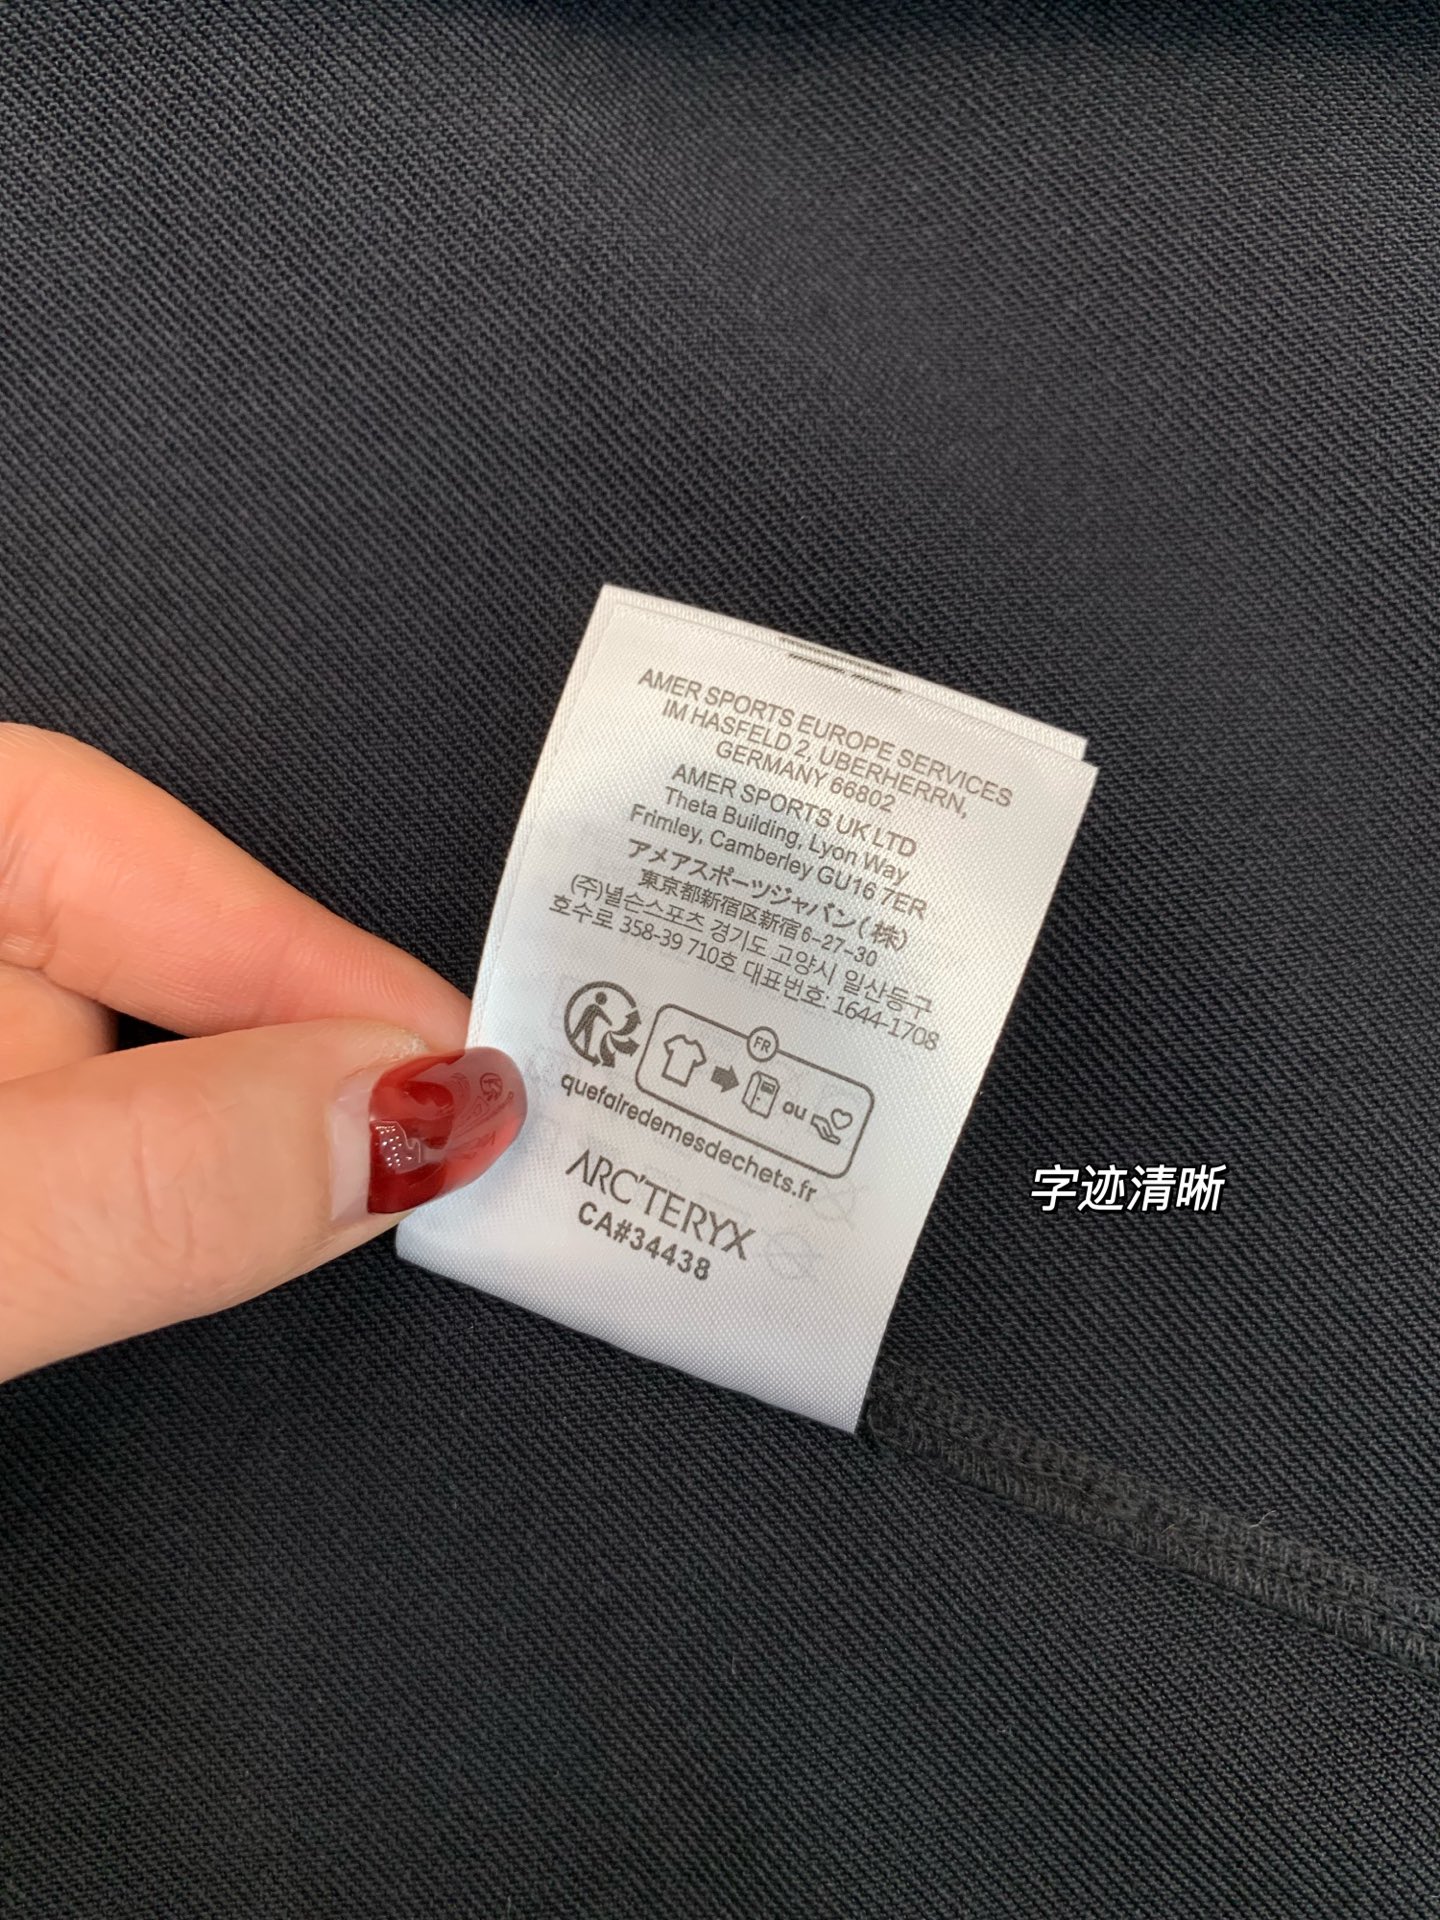 AMER SPORTS EUROPE SERVICES
IM HASFELD 2, UBERHERRN,
GERMANY 66802
AMER SPORTS UK LTD
Theta Building, Lyon Way,
Frimley, Camberley GU16 7ER
アメアスポーツジャパン(株)
東京都新宿区新宿6-27-30
(주)넬슨스포츠 경기도 고양시 일산동구
호수로 358-39 710호 대표번호: 1644-1708
FR
ou
quefairedemesdechets.fr
ARC'TERYX
CA#34438
字迹清晰